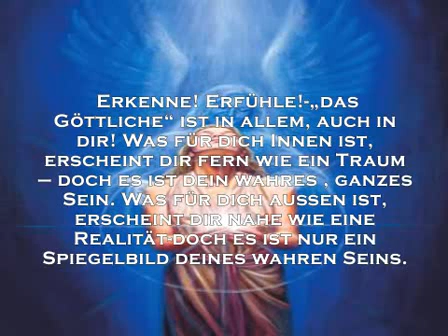 Erkenne! Erfühle!-„das
Göttliche“ ist in allem, auch in
dir! Was für dich Innen ist,
erscheint dir fern wie ein Traum
– doch es ist dein wahres , ganzes
Sein. Was für dich außen ist,
erscheint dir nahe wie eine
Realität-doch es ist nur ein
Spiegelbild deines wahren Seins.